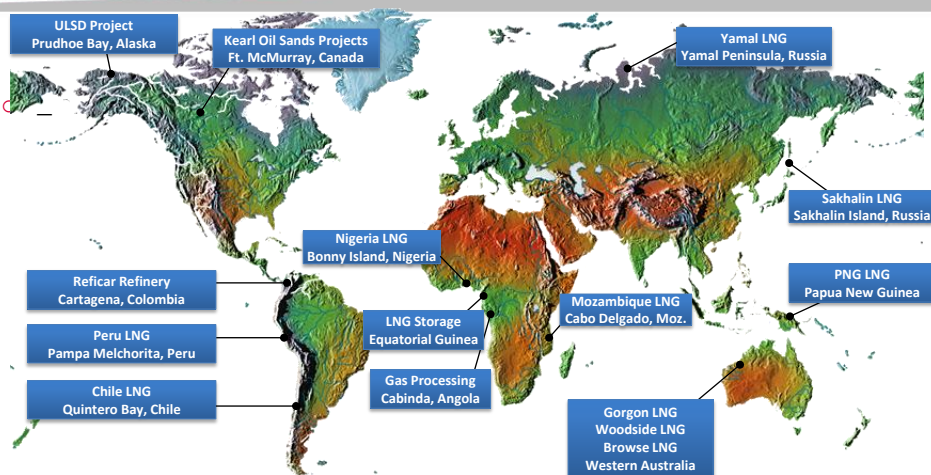 ULSD Project
Prudhoe Bay, Alaska
Kearl Oil Sands Projects
Ft. McMurray, Canada
Yamal LNG
Yamal Peninsula, Russia
Sakhalin LNG
Sakhalin Island, Russia
Nigeria LNG
Bonny Island, Nigeria
Reficar Refinery
Cartagena, Colombia
PNG LNG
Papua New Guinea
Mozambique LNG
Cabo Delgado, Moz.
LNG Storage
Equatorial Guinea
Peru LNG
Pampa Melchorita, Peru
Gas Processing
Cabinda, Angola
Chile LNG
Quintero Bay, Chile
Gorgon LNG
Woodside LNG
Browse LNG
Western Australia